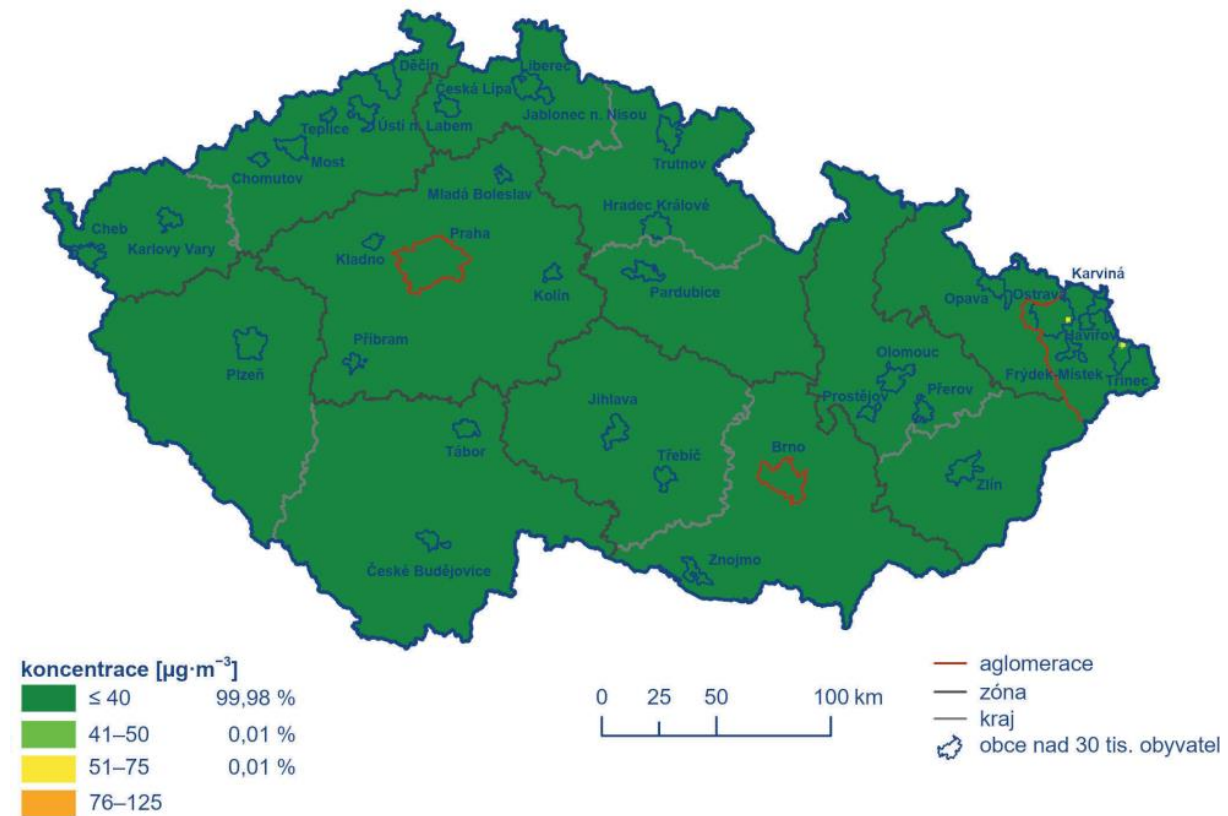 Děčín
Liberec
Česká Lípa
Jablonec n. Nisou
Teplice
Ústí n. Labem
Most
Chomutov
Trutnov
Mladá Boleslav
Hradec Králové
Cheb
Karlovy Vary
Praha
Kladno
Kolín
Pardubice
Karviná
Opava
Ostrav
Havířov
Příbram
Plzeň
Olomouc
Frýdek-Místek
Třinec
Prostějov
Přerov
Jihlava
Tábor
Třebíč
Brno
Zlín
České Budějovice
Znojmo
koncentrace [µg·m⁻³]
≤ 40 99,98 %
41–50 0,01 %
51–75 0,01 %
76–125
0 25 50 100 km
aglomerace
zóna
kraj
obce nad 30 tis. obyvatel